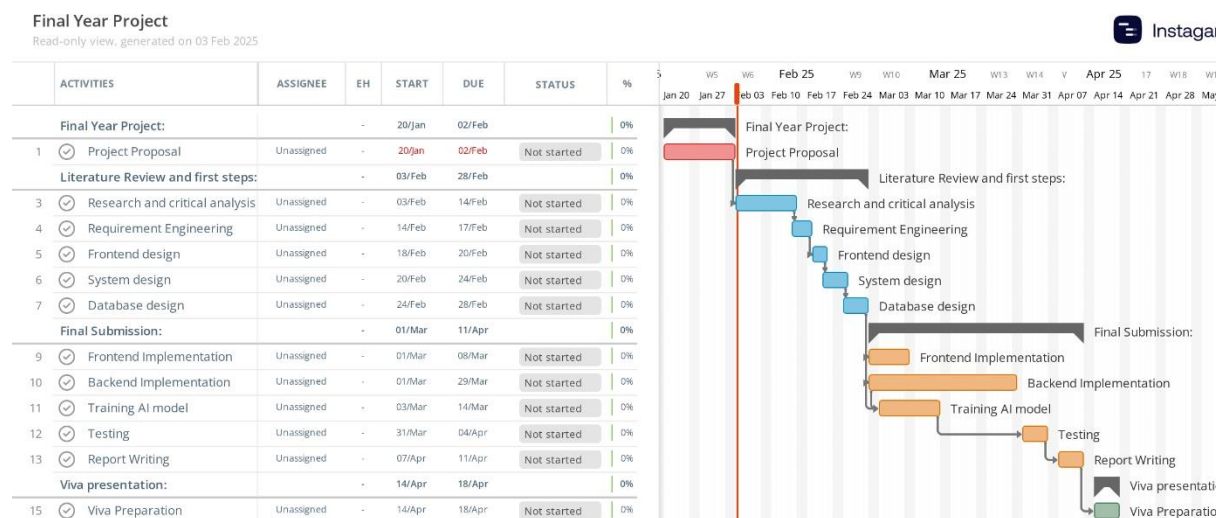 Final Year Project
Read-only view, generated on 03 Feb 2025
Instagan
ACTIVITIES ASSIGNEE EH START DUE STATUS %
W5 W6 Feb 25 W9 W10 Mar 25 W13 W14 V Apr 25 17 W18 W1
Jan 20 Jan 27 Feb 03 Feb 10 Feb 17 Feb 24 Mar 03 Mar 10 Mar 17 Mar 24 Mar 31 Apr 07 Apr 14 Apr 21 Apr 28 May
Final Year Project: - 20/Jan 02/Feb 0% Final Year Project:
1 Project Proposal Unassigned - 20/Jan 02/Feb Not started 0% Project Proposal
Literature Review and first steps: - 03/Feb 28/Feb 0% Literature Review and first steps:
3 Research and critical analysis Unassigned - 03/Feb 14/Feb Not started 0% Research and critical analysis
4 Requirement Engineering Unassigned - 14/Feb 17/Feb Not started 0% Requirement Engineering
5 Frontend design Unassigned - 18/Feb 20/Feb Not started 0% Frontend design
6 System design Unassigned - 20/Feb 24/Feb Not started 0% System design
7 Database design Unassigned - 24/Feb 28/Feb Not started 0% Database design
Final Submission: - 01/Mar 11/Apr 0% Final Submission:
9 Frontend Implementation Unassigned - 01/Mar 08/Mar Not started 0% Frontend Implementation
10 Backend Implementation Unassigned - 01/Mar 29/Mar Not started 0% Backend Implementation
11 Training AI model Unassigned - 03/Mar 14/Mar Not started 0% Training AI model
12 Testing Unassigned - 31/Mar 04/Apr Not started 0% Testing
13 Report Writing Unassigned - 07/Apr 11/Apr Not started 0% Report Writing
Viva presentation: - 14/Apr 18/Apr 0% Viva presentati
15 Viva Preparation Unassigned - 14/Apr 18/Apr Not started 0% Viva Preparatio